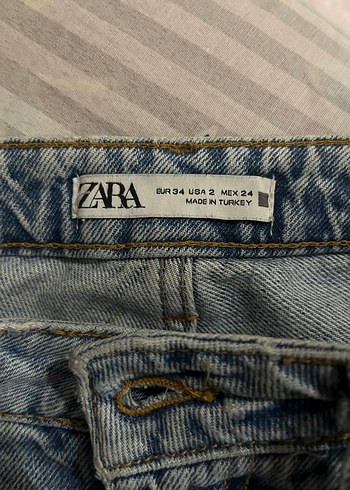 ZARA
EUR 34 USA 2 MEX 24
MADE IN TURKEY